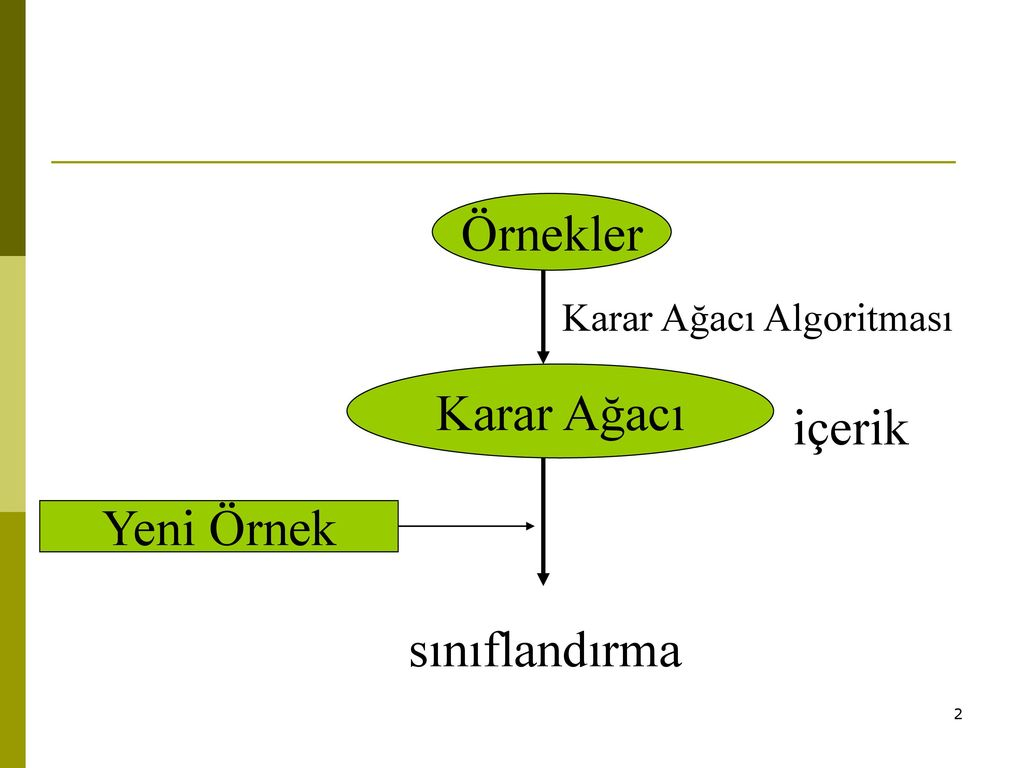 Örnekler
Karar Ağacı Algoritması
Karar Ağacı
içerik
Yeni Örnek
sınıflandırma
2